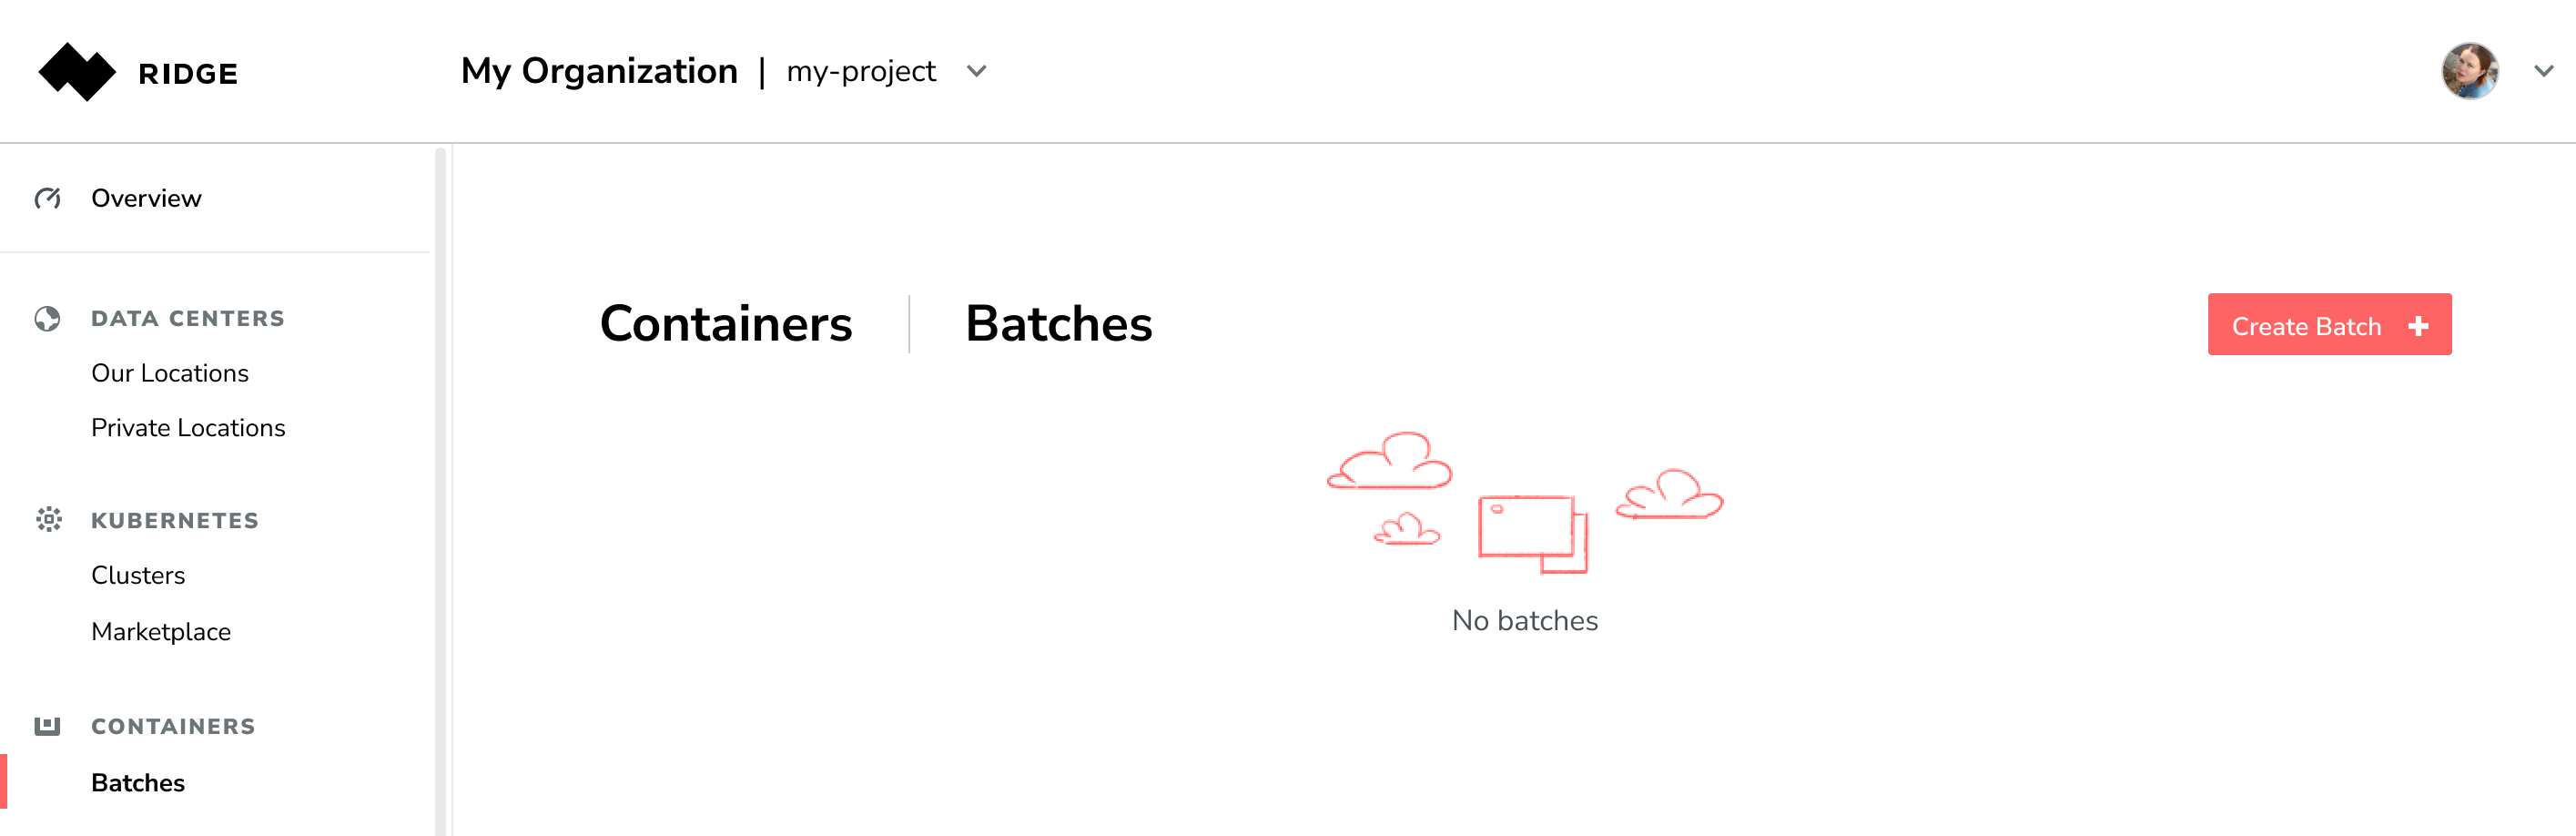 RIDGE
My Organization | my-project
Overview
DATA CENTERS
Our Locations
Private Locations
KUBERNETES
Clusters
Marketplace
CONTAINERS
Batches
Containers | Batches
Create Batch +
No batches